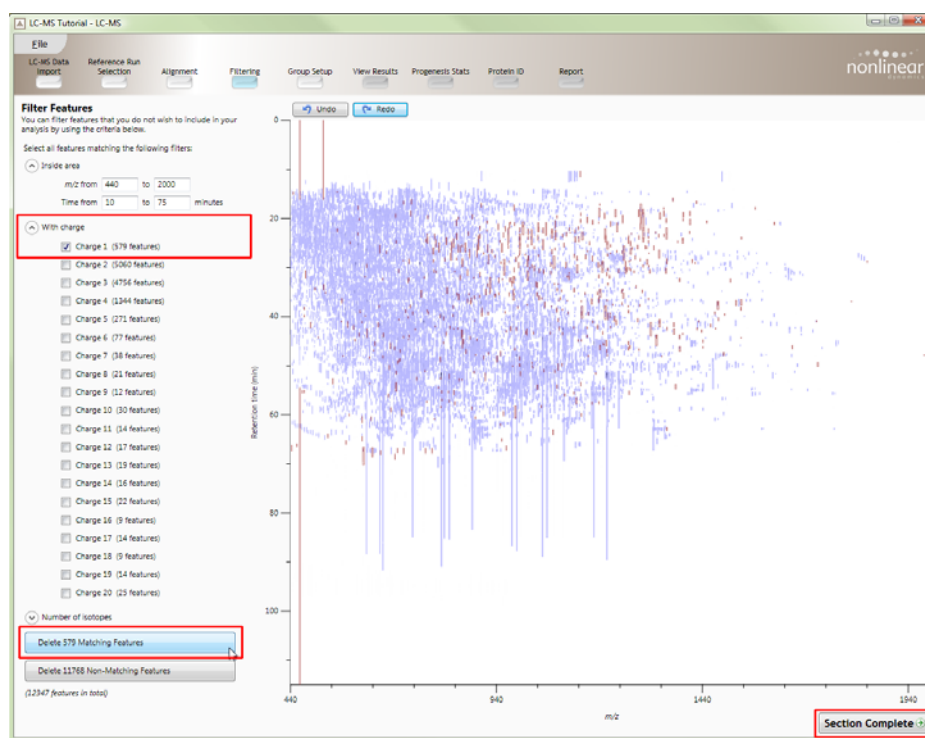 LC-MS Tutorial - LC-MS
File
LC-MS Data Import
Reference Run Selection
Alignment
Filtering
Group Setup
View Results
Progenesis Stats
Protein ID
Report
nonlinear
dynamics
Filter Features
You can filter features that you do not wish to include in your
analysis by using the criteria below.
Select all features matching the following filters:
Inside area
m/z from 440 to 2000
Time from 10 to 75 minutes
With charge
Charge 1 (579 features)
Charge 2 (5060 features)
Charge 3 (4756 features)
Charge 4 (1344 features)
Charge 5 (271 features)
Charge 6 (77 features)
Charge 7 (38 features)
Charge 8 (21 features)
Charge 9 (12 features)
Charge 10 (30 features)
Charge 11 (14 features)
Charge 12 (17 features)
Charge 13 (19 features)
Charge 14 (16 features)
Charge 15 (22 features)
Charge 16 (9 features)
Charge 17 (14 features)
Charge 18 (9 features)
Charge 19 (14 features)
Charge 20 (25 features)
Number of isotopes
Delete 579 Matching Features
Delete 11768 Non-Matching Features
(12347 features in total)
Undo Redo
0
20
40
60
80
100
Retention time (min)
440 940 1440 1940
m/z
Section Complete